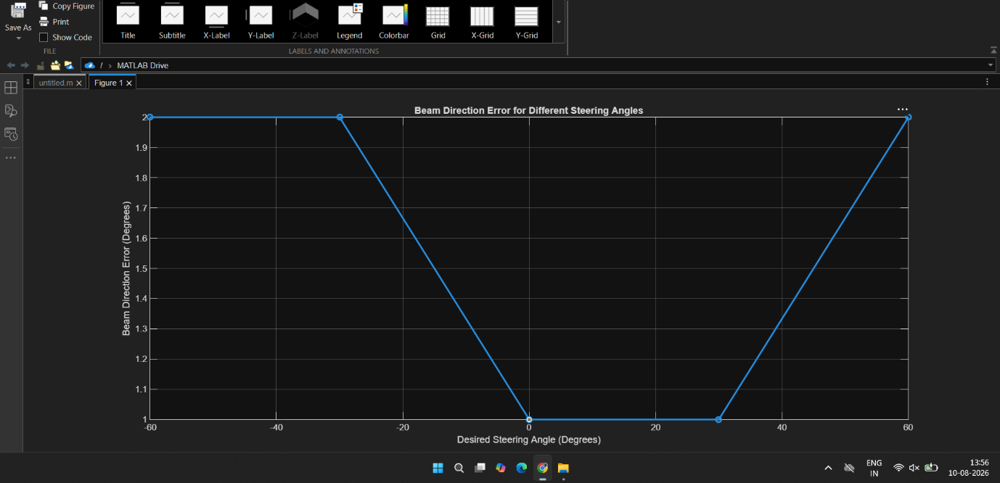 Copy Figure
Print
Save As
Show Code
FILE
Title Subtitle X-Label Y-Label Z-Label Legend Colorbar Grid X-Grid Y-Grid
LABELS AND ANNOTATIONS
/ › MATLAB Drive
untitled.m Figure 1
Beam Direction Error for Different Steering Angles
Beam Direction Error (Degrees)
2
1.9
1.8
1.7
1.6
1.5
1.4
1.3
1.2
1.1
1
-60 -40 -20 0 20 40 60
Desired Steering Angle (Degrees)
ENG
IN
13:56
10-08-2026